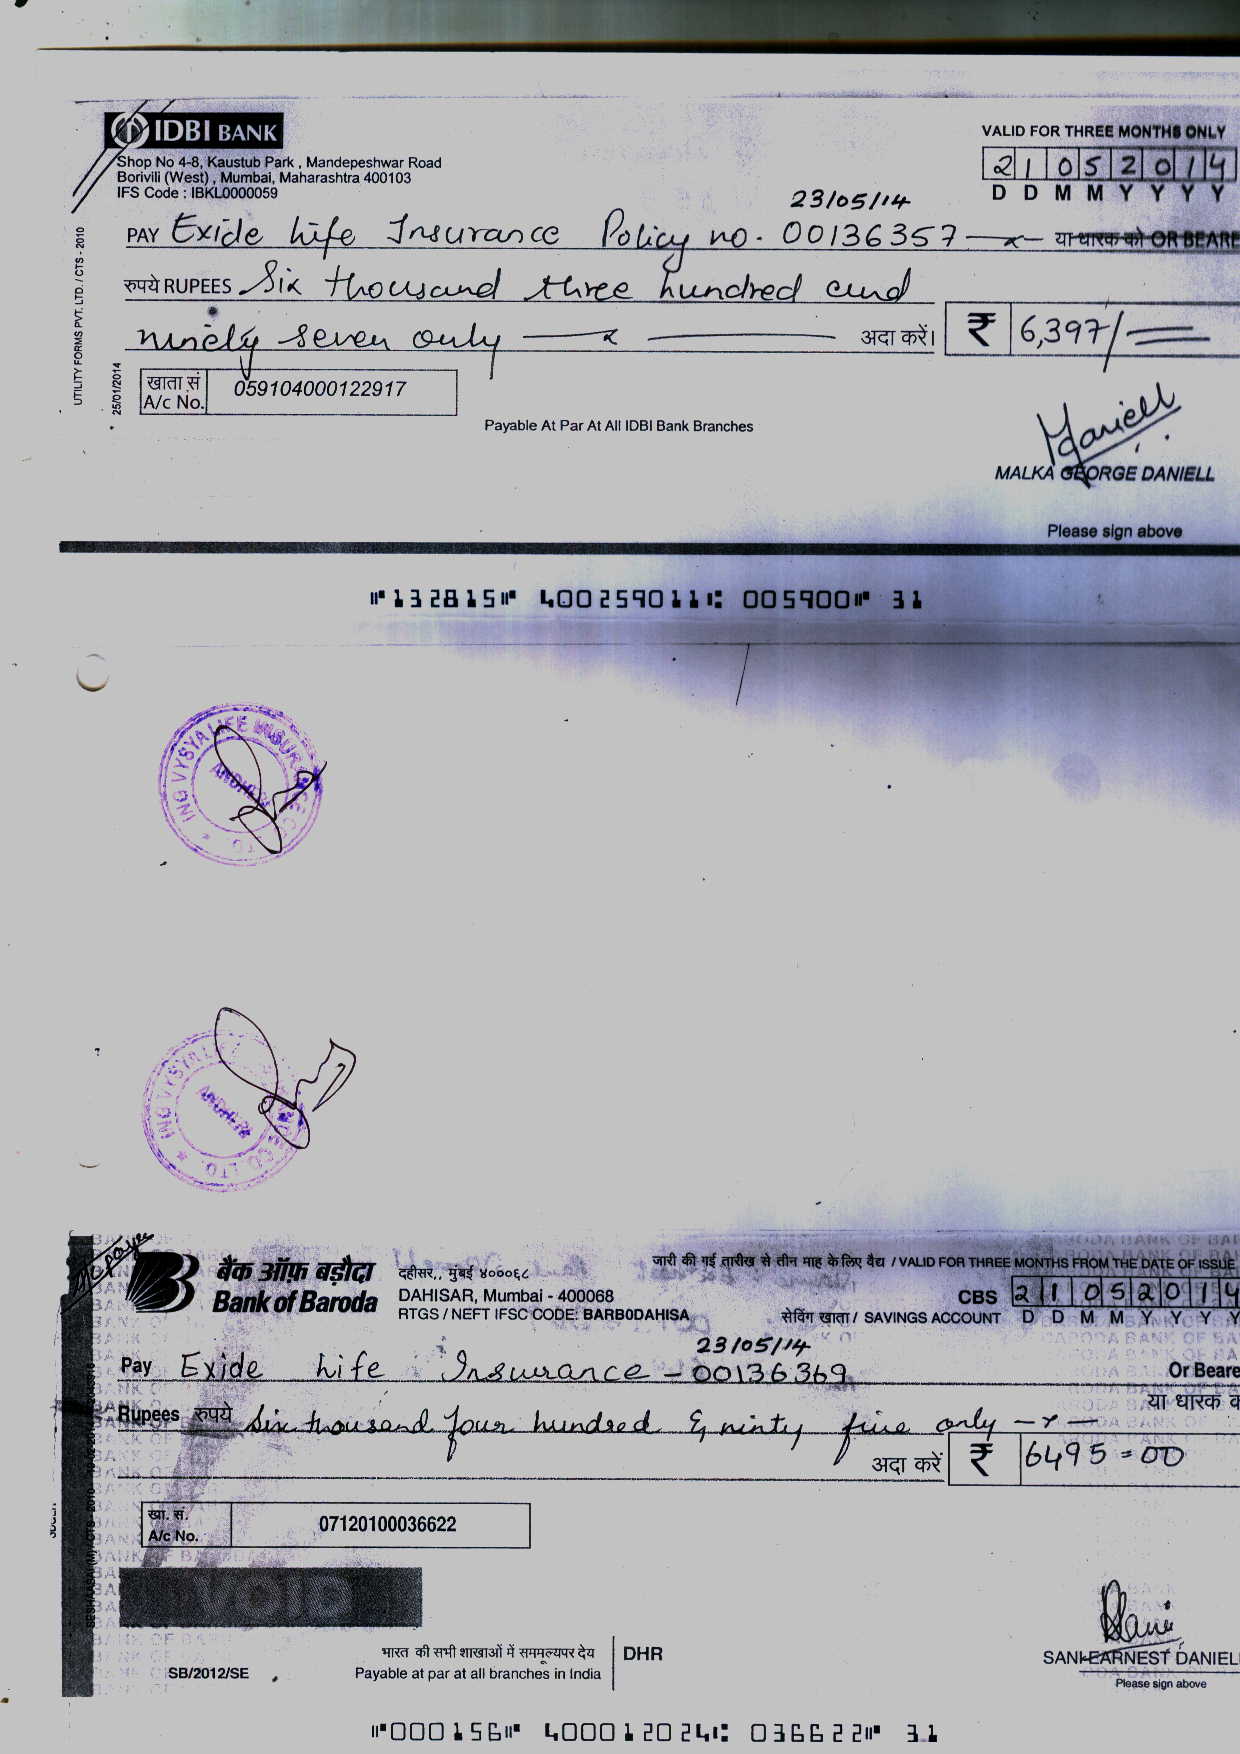 IDBI BANK
Shop No 4-8, Kaustub Park , Mandepeshwar Road
Borivili (West) , Mumbai, Maharashtra 400103
IFS Code : IBKL0000059
VALID FOR THREE MONTHS ONLY
2 1 0 5 2 0 1 4
D D M M Y Y Y Y
23/05/14
PAY Exide Life Insurance Policy no. 00136357 —x— या धारक को OR BEARE
रुपये RUPEES Six thousand three hundred and
ninety seven only —x— अदा करें। ₹ 6,397/=
खाता सं
A/c No. 059104000122917
Payable At Par At All IDBI Bank Branches
UTILITY FORMS PVT. LTD. / CTS - 2010
25/01/2014
Daniell
MALKA GEORGE DANIELL
Please sign above
⑈132815⑈ 400259011⑆ 005900⑈ 31
ING VYSYA LIFE INSURANCE CO. LTD.
ANDHERI
ING VYSYA LIFE INSURANCE CO. LTD.
ANDHERI
A/c payee
बैंक ऑफ़ बड़ौदा
Bank of Baroda
दहीसर,, मुंबई ४०००६८
DAHISAR, Mumbai - 400068
RTGS / NEFT IFSC CODE: BARB0DAHISA
जारी की गई तारीख से तीन माह के लिए वैद्य / VALID FOR THREE MONTHS FROM THE DATE OF ISSUE
CBS 2 1 0 5 2 0 1 4
सेविंग खाता / SAVINGS ACCOUNT D D M M Y Y Y Y
23/05/14
Pay Exide Life Insurance - 00136369 Or Beare
या धारक क
Rupees रुपये Six thousand four hundred & ninty five only —x—
अदा करें ₹ 6495=00
खा. सं.
A/c No. 07120100036622
VOID
भारत की सभी शाखाओं में सममूल्यपर देय
Payable at par at all branches in India
DHR
SB/2012/SE
SANI EARNEST DANIEL
Please sign above
⑈000156⑈ 400012024⑆ 036622⑈ 31